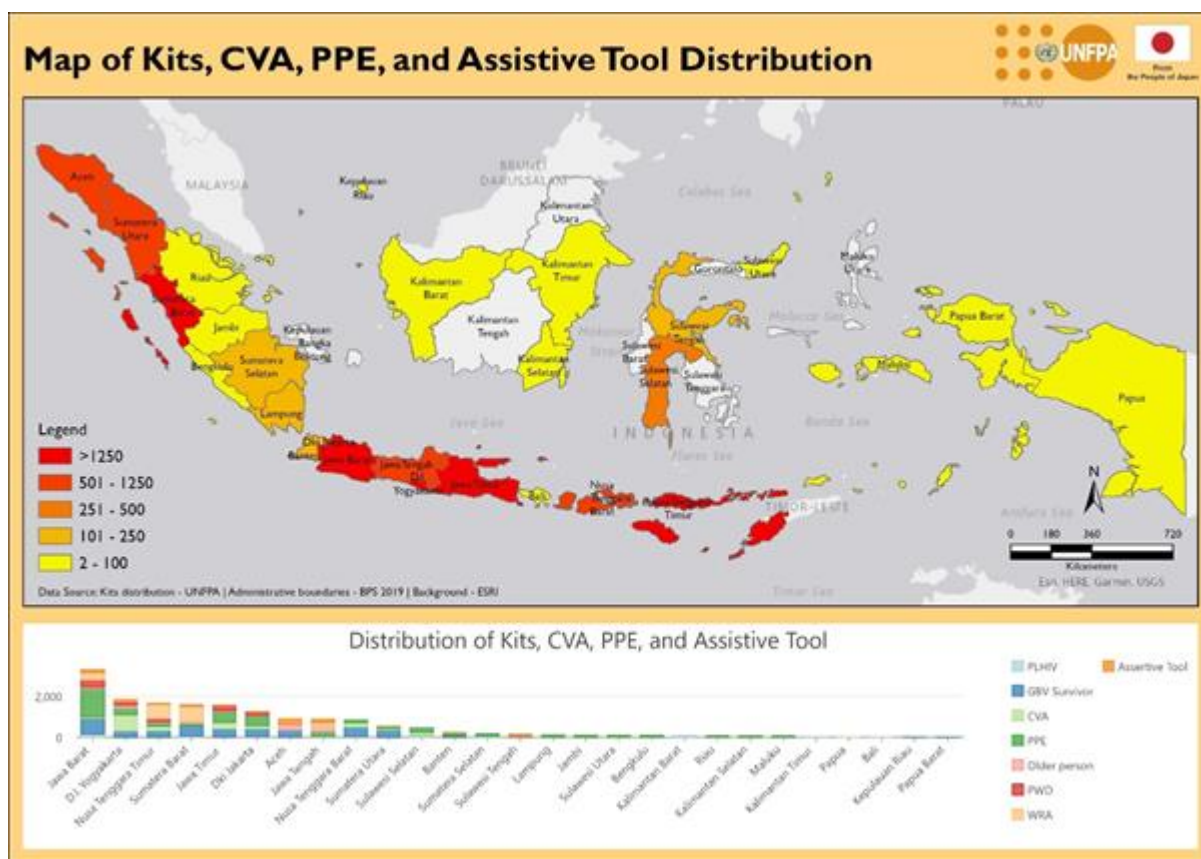 Map of Kits, CVA, PPE, and Assistive Tool Distribution
UNFPA
From
the People of Japan
PALAU
MALAYSIA
BRUNEI
DARUSSALAM
Celebes Sea
Aceh
Sumatera
Utara
Kepulauan
Riau
Kalimantan
Utara
Riau
Kalimantan
Barat
Kalimantan
Timur
Gorontalo
Sulawesi
Utara
Maluku
Utara
Jambi
Kepulauan
Bangka
Belitung
Kalimantan
Tengah
Molucca Sea
Papua Barat
Sumatera
Selatan
Bengkulu
Sulawesi
Tengah
Sulawesi
Barat
Kalimantan
Selatan
Sulawesi
Selatan
Sulawesi
Tenggara
Maluku
Papua
Lampung
Java Sea
Banda Sea
INDONESIA
Flores Sea
Legend
>1250
501 - 1250
251 - 500
101 - 250
2 - 100
DKI Jakarta
Banten
Jawa Barat
Jawa Tengah
Yogyakarta
Bali
Nusa
Barat
Timur
TIMOR-LESTE
Arafura Sea
Timor Sea
N
0 180 360 720
Kilometers
Esri, HERE, Garmin, USGS
Data Source: Kits distribution - UNFPA | Administrative boundaries - BPS 2019 | Background - ESRI
Distribution of Kits, CVA, PPE, and Assistive Tool
2,000
0
Jawa Barat
D.I. Yogyakarta
Nusa Tenggara Timur
Sumatera Barat
Jawa Timur
Dki Jakarta
Aceh
Jawa Tengah
Nusa Tenggara Barat
Sumatera Utara
Sulawesi Selatan
Banten
Sumatera Selatan
Sulawesi Tengah
Lampung
Jambi
Sulawesi Utara
Bengkulu
Kalimantan Barat
Riau
Kalimantan Selatan
Maluku
Kalimantan Timur
Papua
Bali
Kepulauan Riau
Papua Barat
PLHIV
Assertive Tool
GBV Survivor
CVA
PPE
Older person
PWD
WRA